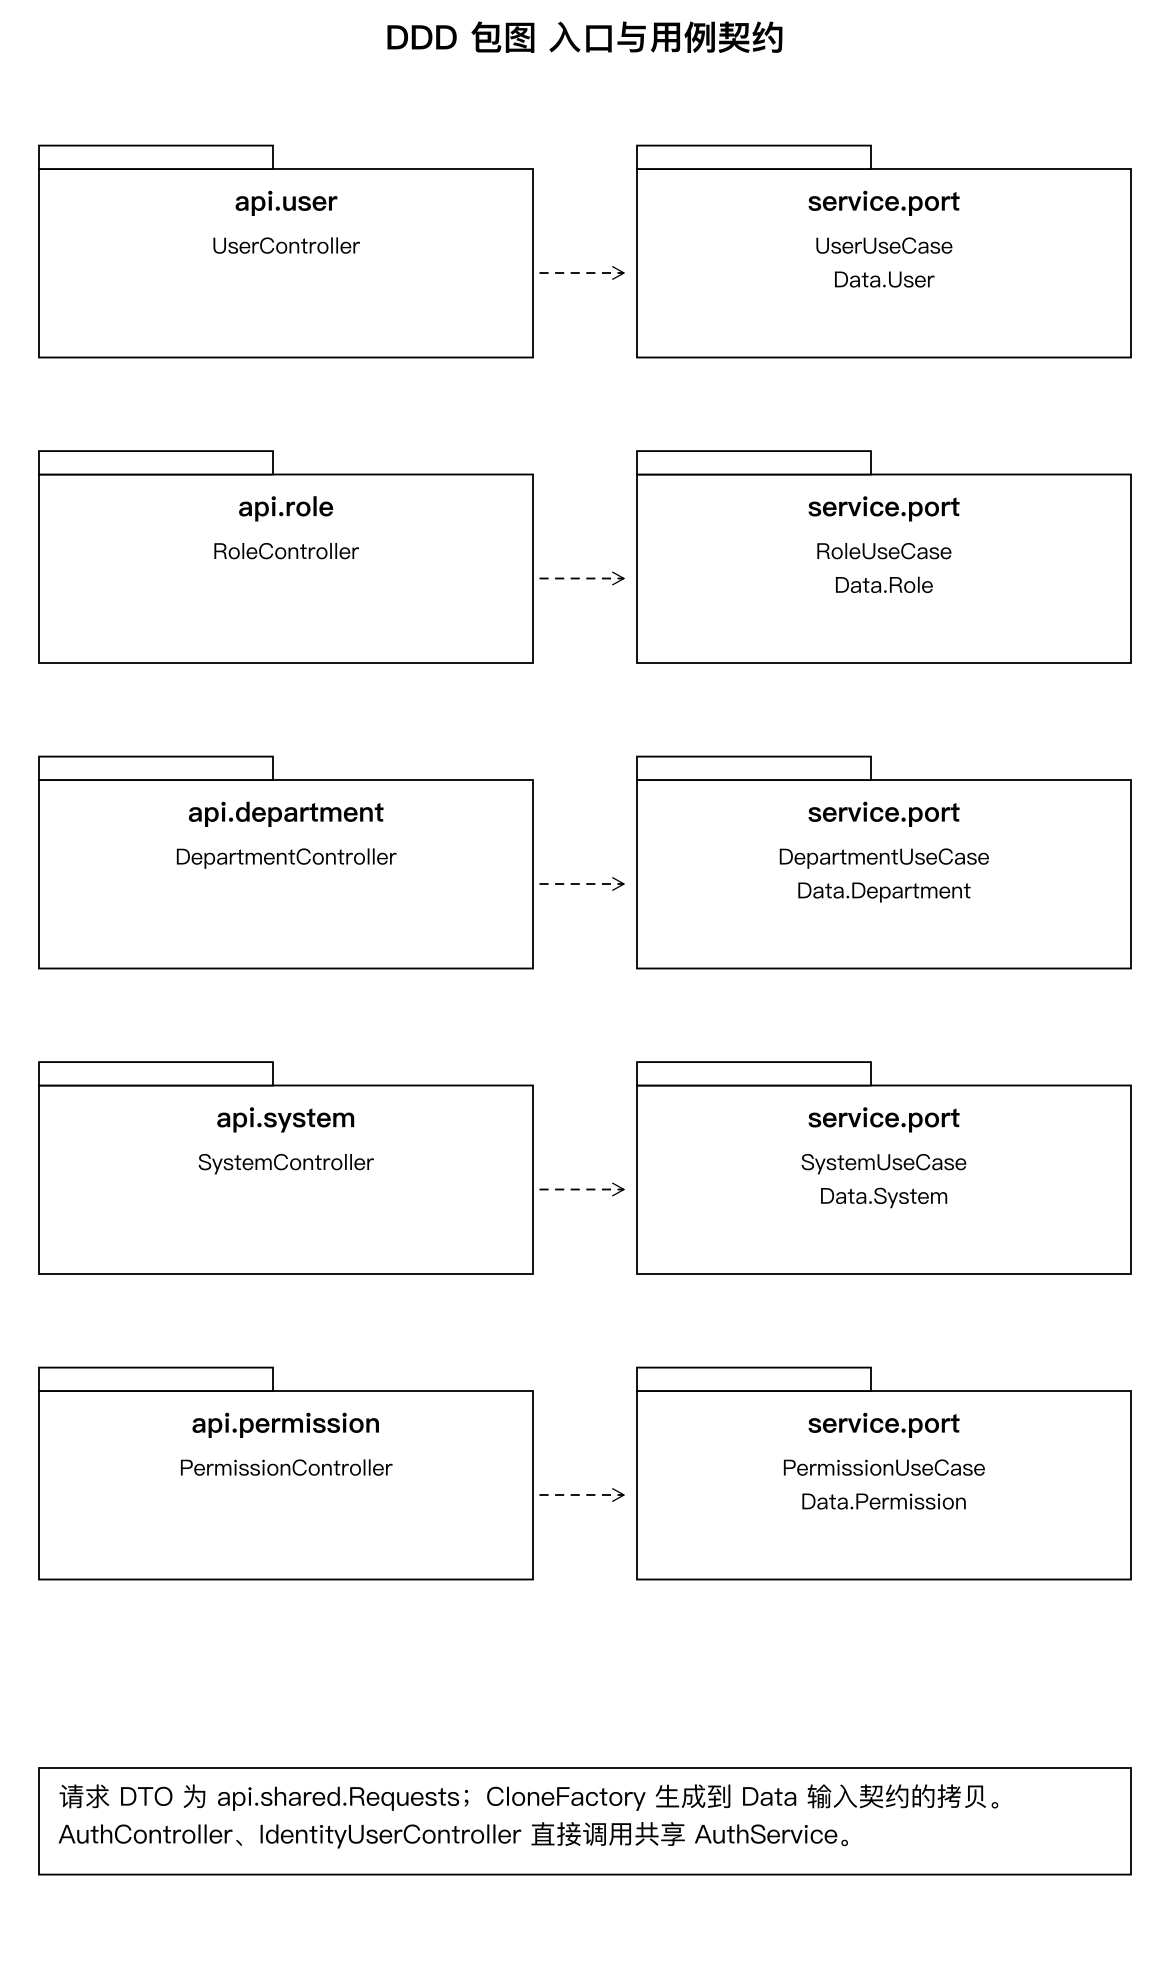 DDD 包图 入口与用例契约
api.user
UserController
service.port
UserUseCase
Data.User
api.role
RoleController
service.port
RoleUseCase
Data.Role
api.department
DepartmentController
service.port
DepartmentUseCase
Data.Department
api.system
SystemController
service.port
SystemUseCase
Data.System
api.permission
PermissionController
service.port
PermissionUseCase
Data.Permission
请求 DTO 为 api.shared.Requests；CloneFactory 生成到 Data 输入契约的拷贝。
AuthController、IdentityUserController 直接调用共享 AuthService。